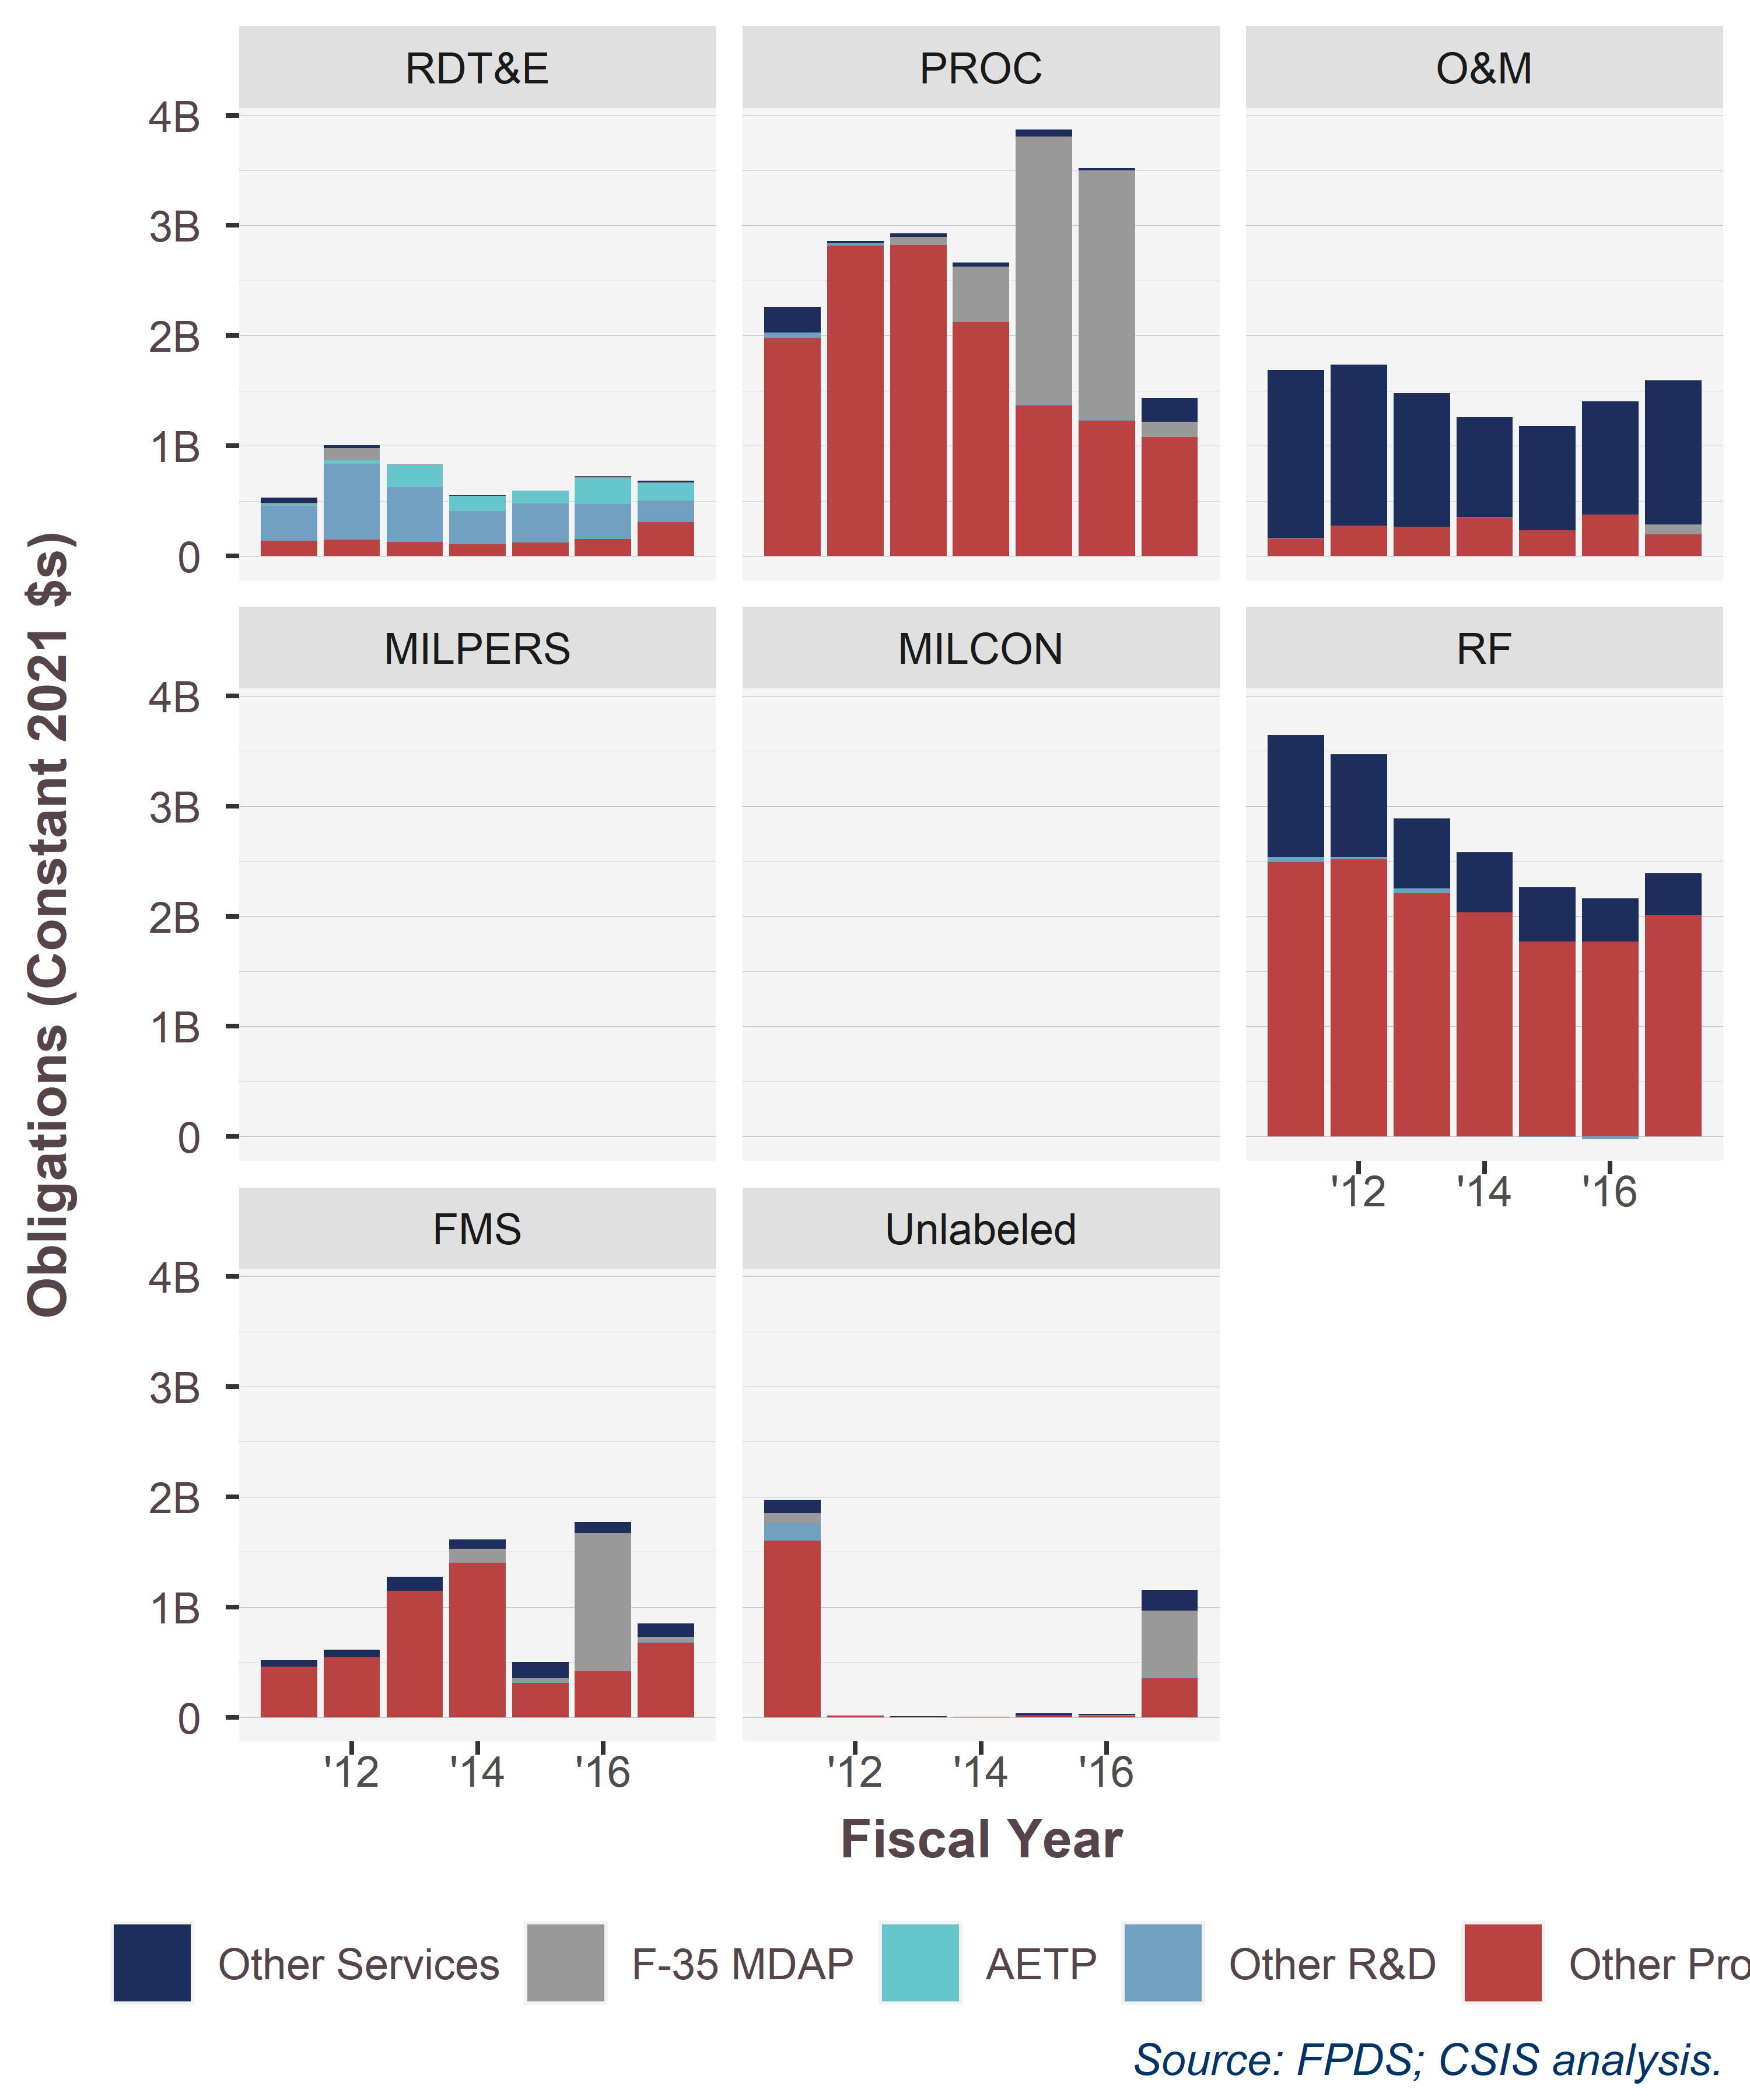 RDT&E PROC O&M
4B
3B
2B
1B
0
MILPERS MILCON RF
4B
3B
2B
1B
0
'12 '14 '16
FMS Unlabeled
4B
3B
2B
1B
0
'12 '14 '16 '12 '14 '16
Obligations (Constant 2021 $s)
Fiscal Year
Other Services F-35 MDAP AETP Other R&D Other Pro
Source: FPDS; CSIS analysis.